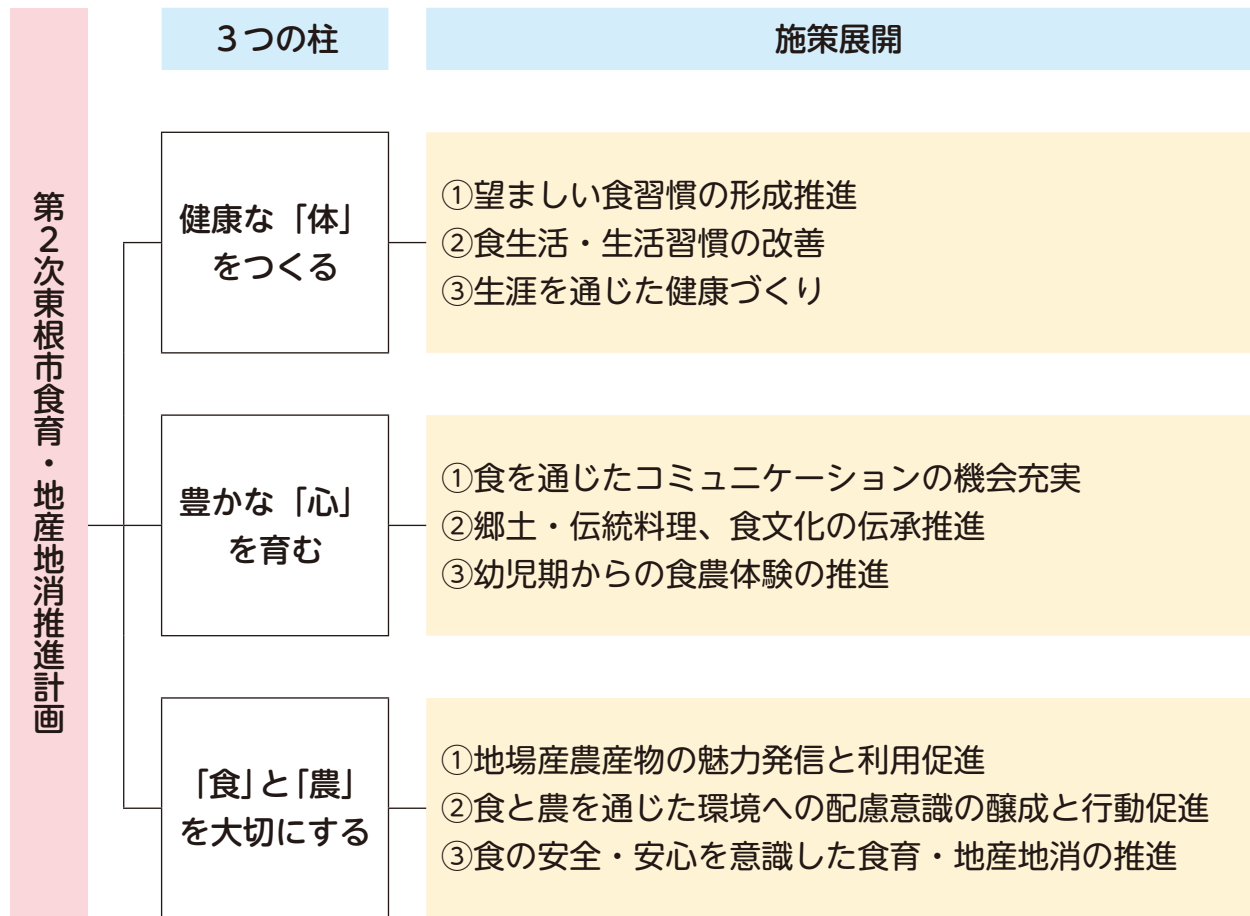 3つの柱
施策展開
第2次東根市食育・地産地消推進計画
健康な「体」
をつくる
①望ましい食習慣の形成推進
②食生活・生活習慣の改善
③生涯を通じた健康づくり
豊かな「心」
を育む
①食を通じたコミュニケーションの機会充実
②郷土・伝統料理、食文化の伝承推進
③幼児期からの食農体験の推進
「食」と「農」
を大切にする
①地場産農産物の魅力発信と利用促進
②食と農を通じた環境への配慮意識の醸成と行動促進
③食の安全・安心を意識した食育・地産地消の推進